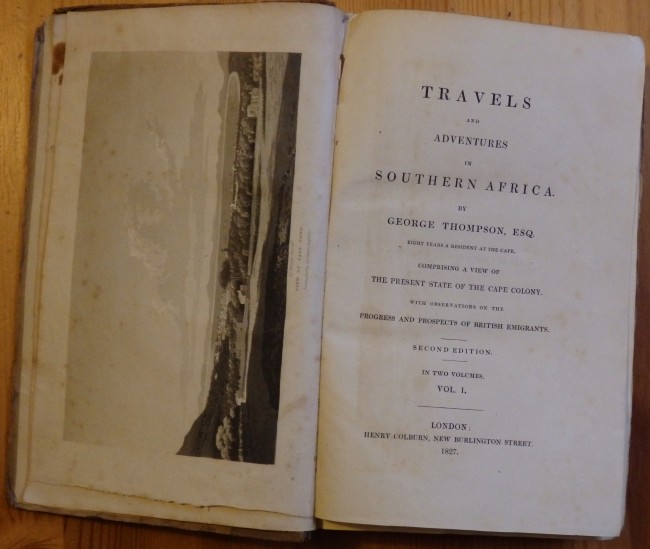 TRAVELS
AND
ADVENTURES
IN
SOUTHERN AFRICA.
BY
GEORGE THOMPSON, ESQ.
EIGHT YEARS A RESIDENT AT THE CAPE.
COMPRISING A VIEW OF
THE PRESENT STATE OF THE CAPE COLONY.
WITH OBSERVATIONS ON THE
PROGRESS AND PROSPECTS OF BRITISH EMIGRANTS.
SECOND EDITION.
IN TWO VOLUMES.
VOL. I.
LONDON:
HENRY COLBURN, NEW BURLINGTON STREET.
1827.